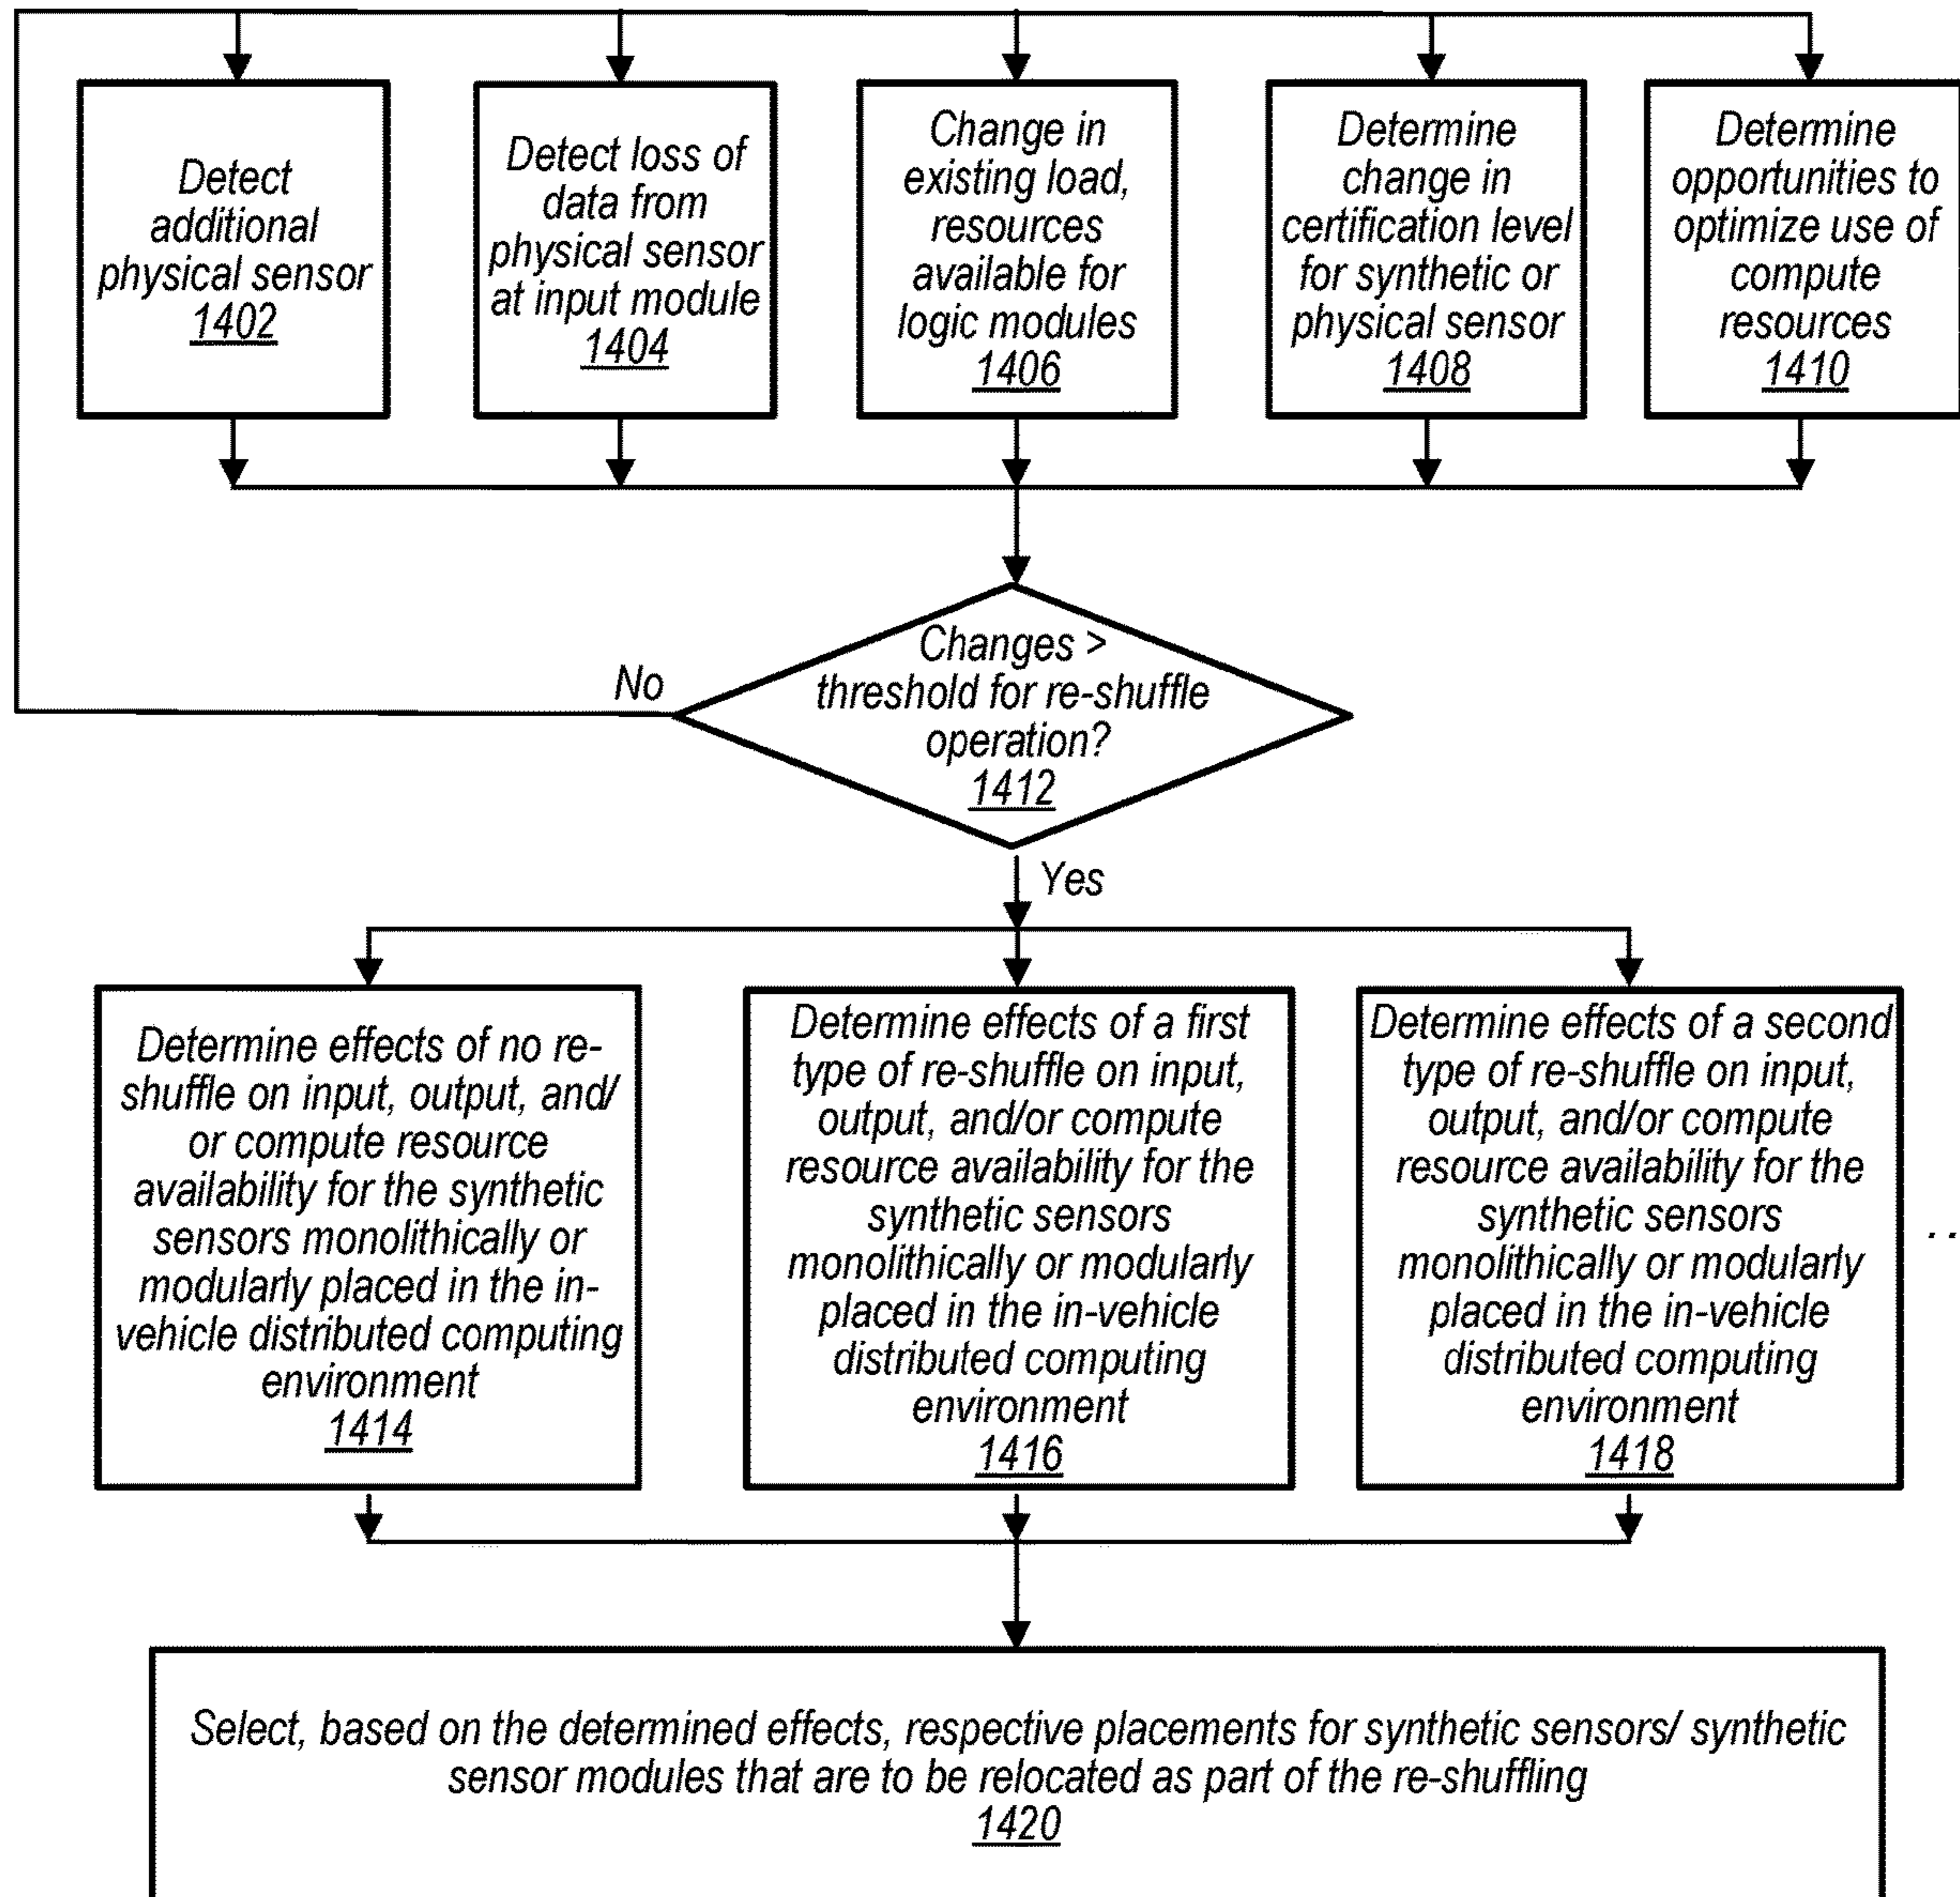 Detect
additional
physical sensor
1402
Detect loss of
data from
physical sensor
at input module
1404
Change in
existing load,
resources
available for
logic modules
1406
Determine
change in
certification level
for synthetic or
physical sensor
1408
Determine
opportunities to
optimize use of
compute
resources
1410
Changes >
threshold for re-shuffle
operation?
1412
No
Yes
Determine effects of no re-
shuffle on input, output, and/
or compute resource
availability for the synthetic
sensors monolithically or
modularly placed in the in-
vehicle distributed computing
environment
1414
Determine effects of a first
type of re-shuffle on input,
output, and/or compute
resource availability for the
synthetic sensors
monolithically or modularly
placed in the in-vehicle
distributed computing
environment
1416
Determine effects of a second
type of re-shuffle on input,
output, and/or compute
resource availability for the
synthetic sensors
monolithically or modularly
placed in the in-vehicle
distributed computing
environment
1418
. .
Select, based on the determined effects, respective placements for synthetic sensors/ synthetic
sensor modules that are to be relocated as part of the re-shuffling
1420